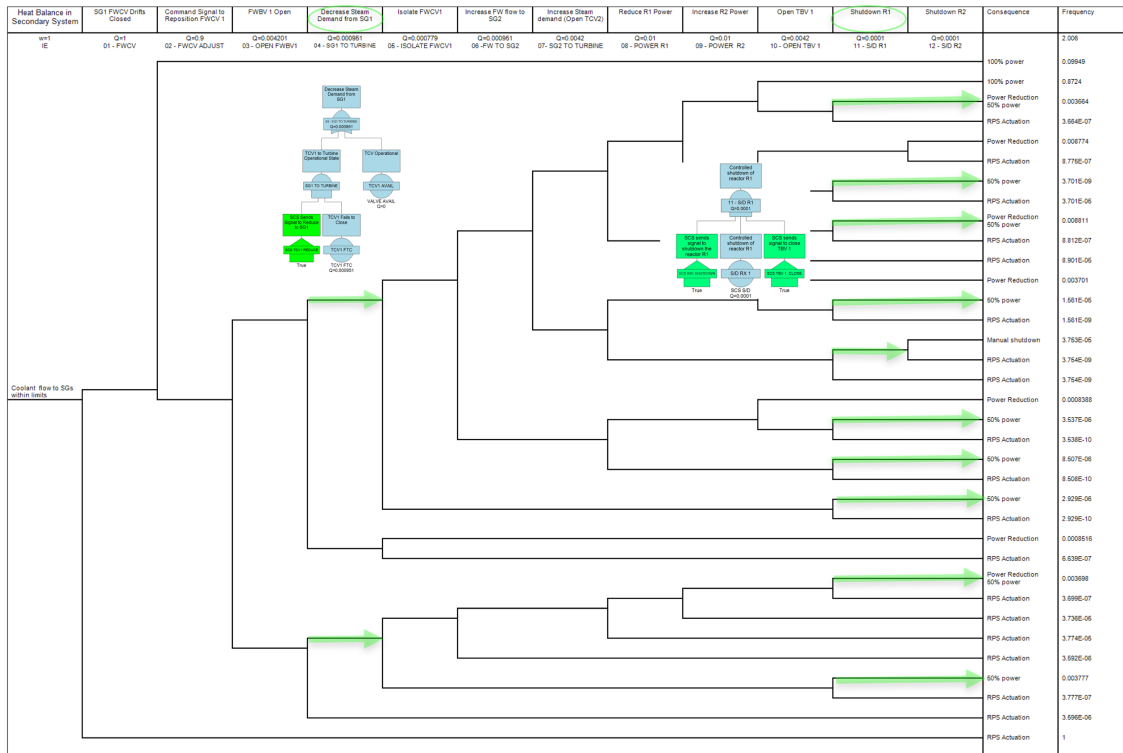 Heat Balance in
Secondary System
SG1 FWCV Drifts
Closed
Command Signal to
Reposition FWCV 1
FWBV 1 Open
Decrease Steam
Demand from SG1
Isolate FWCV1
Increase FW flow to
SG2
Increase Steam
demand (Open TCV2)
Reduce R1 Power
Increase R2 Power
Open TBV 1
Shutdown R1
Shutdown R2
Consequence
Frequency
w=1
IE
Q=1
01 - FWCV
Q=0.9
02 - FWCV ADJUST
Q=0.004201
03 - OPEN FWBV1
Q=0.000951
04 - SG1 TO TURBINE
Q=0.000779
05 - ISOLATE FWCV1
Q=0.000951
06 - FW TO SG2
Q=0.0042
07- SG2 TO TURBINE
Q=0.01
08 - POWER R1
Q=0.01
09 - POWER R2
Q=0.0042
10 - OPEN TBV 1
Q=0.0001
11 - S/D R1
Q=0.0001
12 - S/D R2
2.006
100% power
0.09949
100% power
0.8724
Power Reduction
50% power
0.003664
RPS Actuation
3.664E-07
Power Reduction
0.008774
RPS Actuation
8.776E-07
50% power
3.701E-09
RPS Actuation
3.701E-06
Power Reduction
50% power
0.008811
RPS Actuation
8.812E-07
RPS Actuation
8.901E-06
Power Reduction
0.003701
50% power
1.561E-06
RPS Actuation
1.561E-09
Manual shutdown
3.753E-05
RPS Actuation
3.754E-09
RPS Actuation
3.754E-09
Power Reduction
0.0008388
50% power
3.537E-06
RPS Actuation
3.538E-10
50% power
8.507E-06
RPS Actuation
8.508E-10
50% power
2.929E-06
RPS Actuation
2.929E-10
Power Reduction
0.0008516
RPS Actuation
6.639E-07
Power Reduction
50% power
0.003698
RPS Actuation
3.699E-07
RPS Actuation
3.736E-06
RPS Actuation
3.774E-06
RPS Actuation
3.592E-06
50% power
0.003777
RPS Actuation
3.777E-07
RPS Actuation
3.596E-06
RPS Actuation
1
Coolant flow to SGs
within limits
Decrease Steam
Demand from
SG1
Q=0.000951
TCV1 to Turbine
Operational State
SG1 TO TURBINE
TCV Operational
TCV1 AVAIL
VALVE AVAIL
Q=0
SCS Sends
Signal to Reduce
to SG1
True
TCV1 Fails to
Close
TCV1 FTC
TCV1 FTC
Q=0.000951
Controlled
shutdown of
reactor R1
11 - S/D R1
Q=0.0001
SCS sends
signal to
shutdown the
reactor R1
True
Controlled
shutdown of
reactor R1
S/D RX 1
SCS S/D
Q=0.0001
SCS sends
signal to close
TBV 1
SCS TBV 1 CLOSE
True